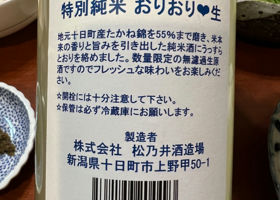 特別純米 おりおり♥生
地元十日町産たかね錦を55%まで磨き、米本
来の香りと旨みを引き出した純米酒にうっすら
とおりを絡めました。数量限定の無濾過生原
酒ですのでフレッシュな味わいをお楽しみくだ
さい。
☆開栓には十分注意して下さい。
☆保管は必ず冷蔵庫にお願いします。
製造者
株式会社 松乃井酒造場
新潟県十日町市上野甲50-1